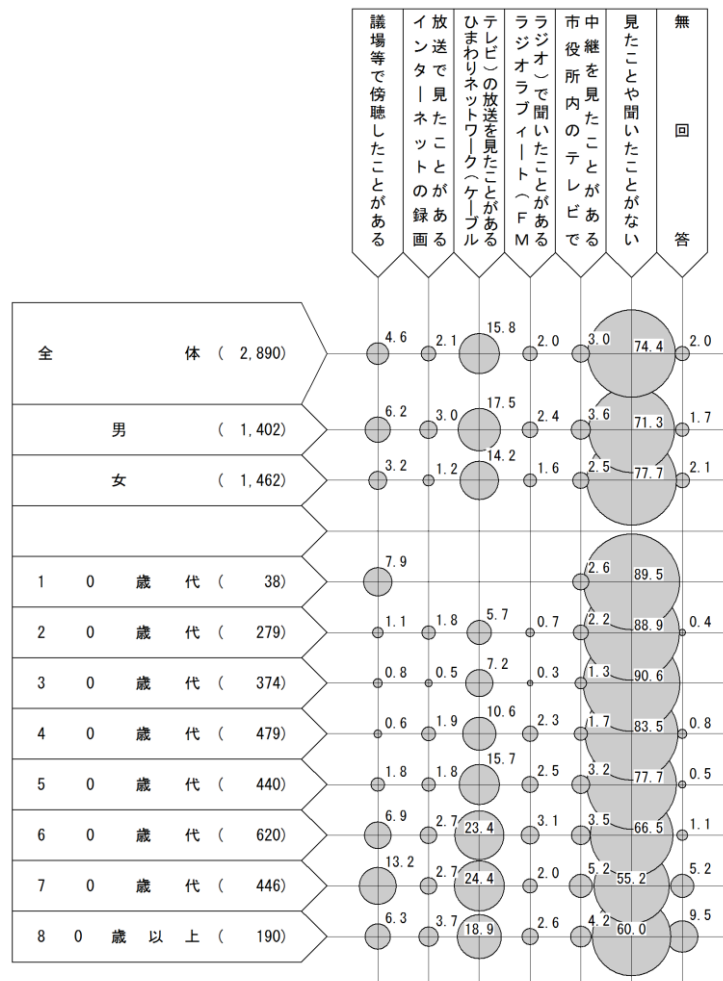 議場等で傍聴したことがある
インターネットの録画
放送で見たことがある
ひまわりネットワーク（ケーブル
テレビ）の放送を見たことがある
ラジオラブィート（ＦＭ
ラジオ）で聞いたことがある
市役所内のテレビで
中継を見たことがある
見たことや聞いたことがない
無回答
全体（ 2,890） 4.6 2.1 15.8 2.0 3.0 74.4 2.0
男（ 1,402） 6.2 3.0 17.5 2.4 3.6 71.3 1.7
女（ 1,462） 3.2 1.2 14.2 1.6 2.5 77.7 2.1
１０歳代（ 38） 7.9 2.6 89.5
２０歳代（ 279） 1.1 1.8 5.7 0.7 2.2 88.9 0.4
３０歳代（ 374） 0.8 0.5 7.2 0.3 1.3 90.6
４０歳代（ 479） 0.6 1.9 10.6 2.3 1.7 83.5 0.8
５０歳代（ 440） 1.8 1.8 15.7 2.5 3.2 77.7 0.5
６０歳代（ 620） 6.9 2.7 23.4 3.1 3.5 66.5 1.1
７０歳代（ 446） 13.2 2.7 24.4 2.0 5.2 55.2 5.2
８０歳以上（ 190） 6.3 3.7 18.9 2.6 4.2 60.0 9.5